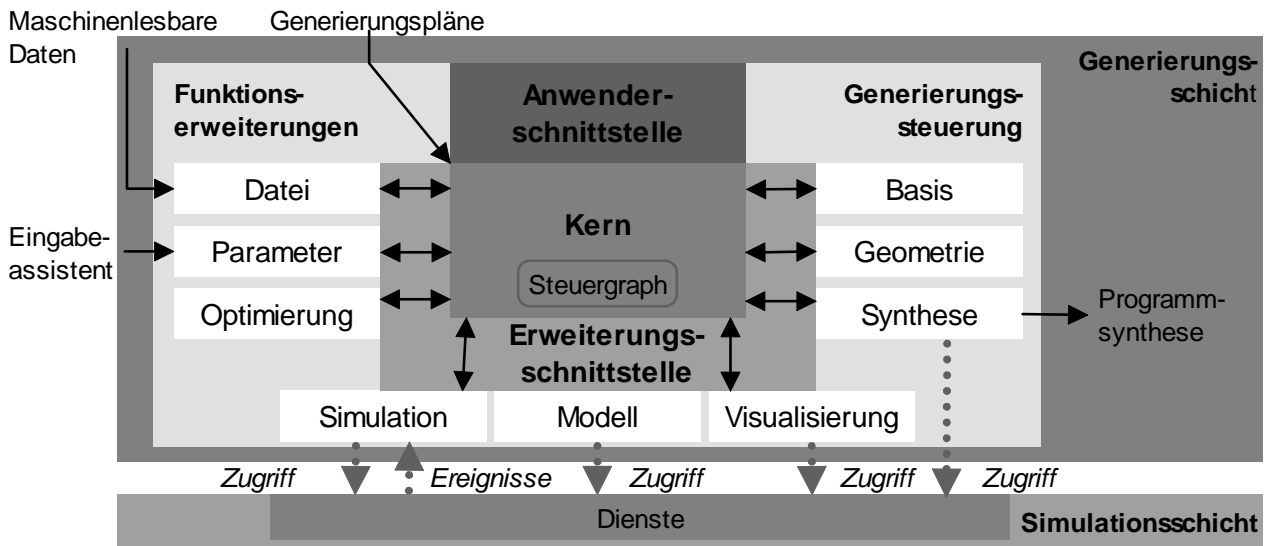 Maschinenlesbare
Daten
Generierungspläne
Generierungs-
schicht
Funktions-
erweiterungen
Anwender-
schnittstelle
Generierungs-
steuerung
Datei
Basis
Kern
Eingabe-
assistent
Parameter
Geometrie
Steuergraph
Optimierung
Synthese
Programm-
synthese
Erweiterungs-
schnittstelle
Simulation
Modell
Visualisierung
Zugriff
Ereignisse
Zugriff
Zugriff
Zugriff
Dienste
Simulationsschicht